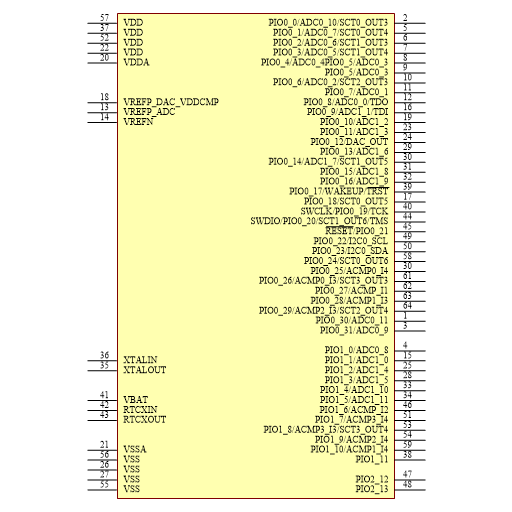 57 VDD
37 VDD
52 VDD
22 VDD
20 VDDA
18 VREFP_DAC_VDDCMP
13 VREFP_ADC
14 VREFN
36 XTALIN
35 XTALOUT
41 VBAT
42 RTCXIN
43 RTCXOUT
21 VSSA
56 VSS
26 VSS
27 VSS
55 VSS
PIO0_0/ADC0_10/SCT0_OUT3 2
PIO0_1/ADC0_7/SCT0_OUT4 5
PIO0_2/ADC0_6/SCT1_OUT3 6
PIO0_3/ADC0_5/SCT1_OUT4 7
PIO0_4/ADC0_4PIO0_5/ADC0_3 8
PIO0_5/ADC0_3 9
PIO0_6/ADC0_2/SCT2_OUT3 10
PIO0_7/ADC0_1 11
PIO0_8/ADC0_0/TDO 12
PIO0_9/ADC1_1/TDI 16
PIO0_10/ADC1_2 19
PIO0_11/ADC1_3 23
PIO0_12/DAC_OUT 24
PIO0_13/ADC1_6 29
PIO0_14/ADC1_7/SCT1_OUT5 30
PIO0_15/ADC1_8 31
PIO0_16/ADC1_9 32
PIO0_17/WAKEUP/TRST 39
PIO0_18/SCT0_OUT5 17
SWCLK/PIO0_19/TCK 40
SWDIO/PIO0_20/SCT1_OUT6/TMS 44
RESET/PIO0_21 45
PIO0_22/I2C0_SCL 49
PIO0_23/I2C0_SDA 50
PIO0_24/SCT0_OUT6 58
PIO0_25/ACMP0_I4 30
PIO0_26/ACMP0_I3/SCT3_OUT3 61
PIO0_27/ACMP_I1 62
PIO0_28/ACMP1_I3 63
PIO0_29/ACMP2_I3/SCT2_OUT4 64
PIO0_30/ADC0_11 1
PIO0_31/ADC0_9 3
PIO1_0/ADC0_8 4
PIO1_1/ADC1_0 15
PIO1_2/ADC1_4 25
PIO1_3/ADC1_5 28
PIO1_4/ADC1_10 33
PIO1_5/ADC1_11 34
PIO1_6/ACMP_I2 46
PIO1_7/ACMP3_I4 51
PIO1_8/ACMP3_I3/SCT3_OUT4 53
PIO1_9/ACMP2_I4 54
PIO1_10/ACMP1_I4 59
PIO1_11 38
PIO2_12 47
PIO2_13 48